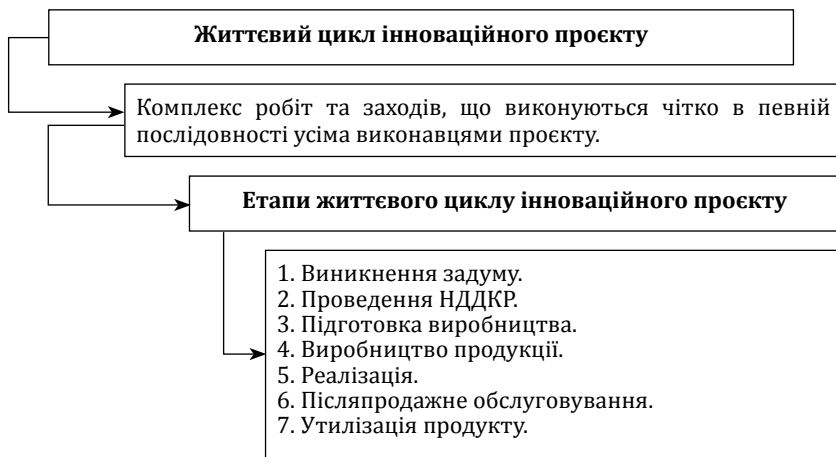 Життєвий цикл інноваційного проєкту
Комплекс робіт та заходів, що виконуються чітко в певній
послідовності усіма виконавцями проєкту.
Етапи життєвого циклу інноваційного проєкту
1. Виникнення задуму.
2. Проведення НДДКР.
3. Підготовка виробництва.
4. Виробництво продукції.
5. Реалізація.
6. Післяпродажне обслуговування.
7. Утилізація продукту.